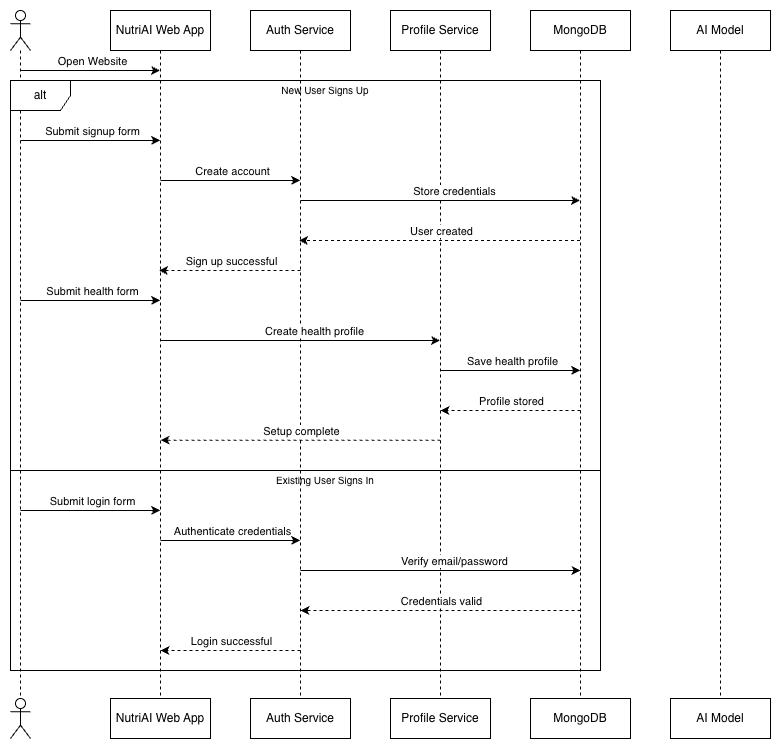 NutriAI Web App
Auth Service
Profile Service
MongoDB
AI Model
Open Website
alt
New User Signs Up
Submit signup form
Create account
Store credentials
User created
Sign up successful
Submit health form
Create health profile
Save health profile
Profile stored
Setup complete
Existing User Signs In
Submit login form
Authenticate credentials
Verify email/password
Credentials valid
Login successful
NutriAI Web App
Auth Service
Profile Service
MongoDB
AI Model